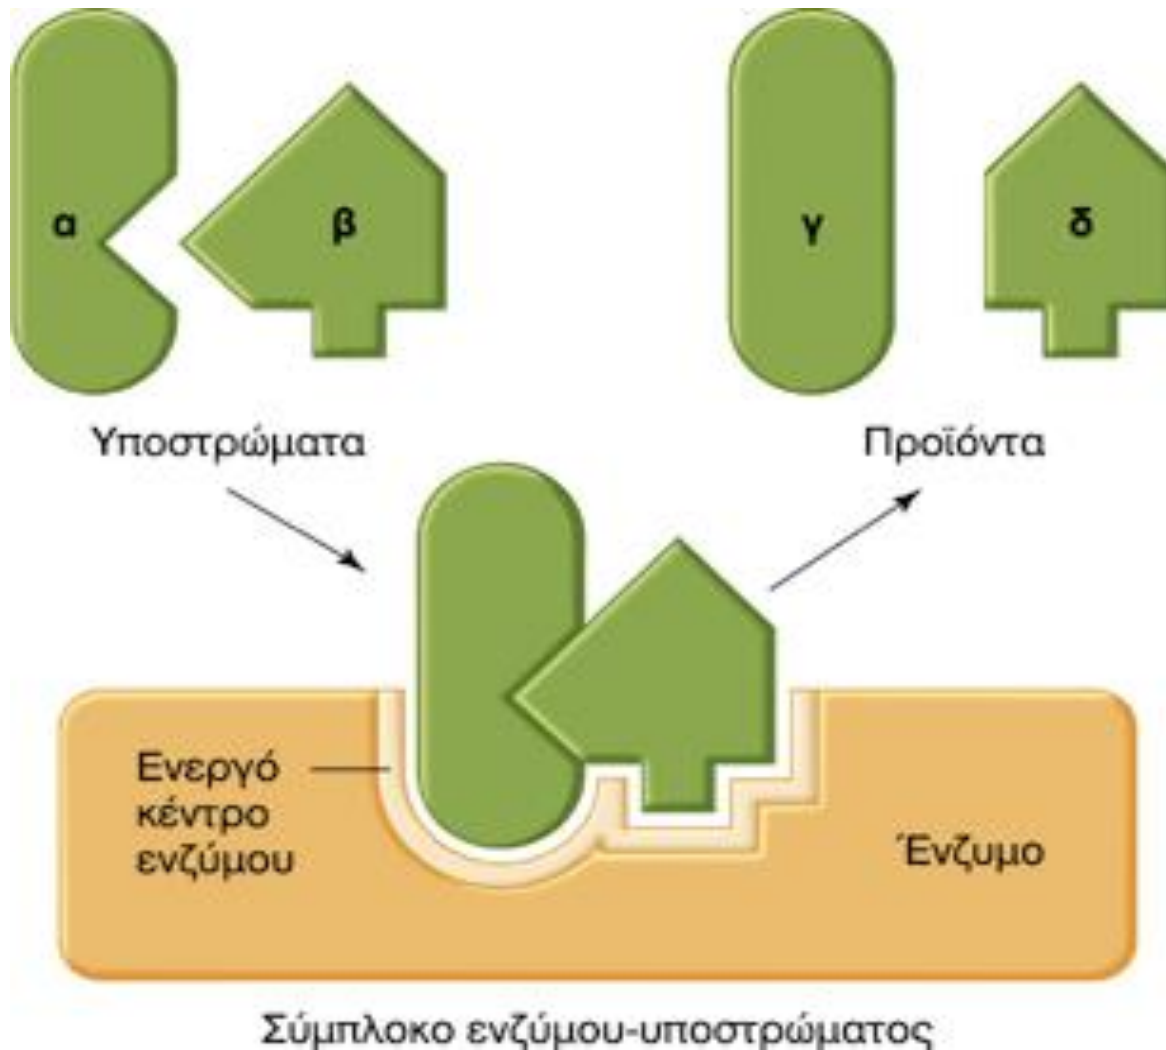 α
β
γ
δ
Υποστρώματα
Προϊόντα
Ενεργό
κέντρο
ενζύμου
Ένζυμο
Σύμπλοκο ενζύμου-υποστρώματος